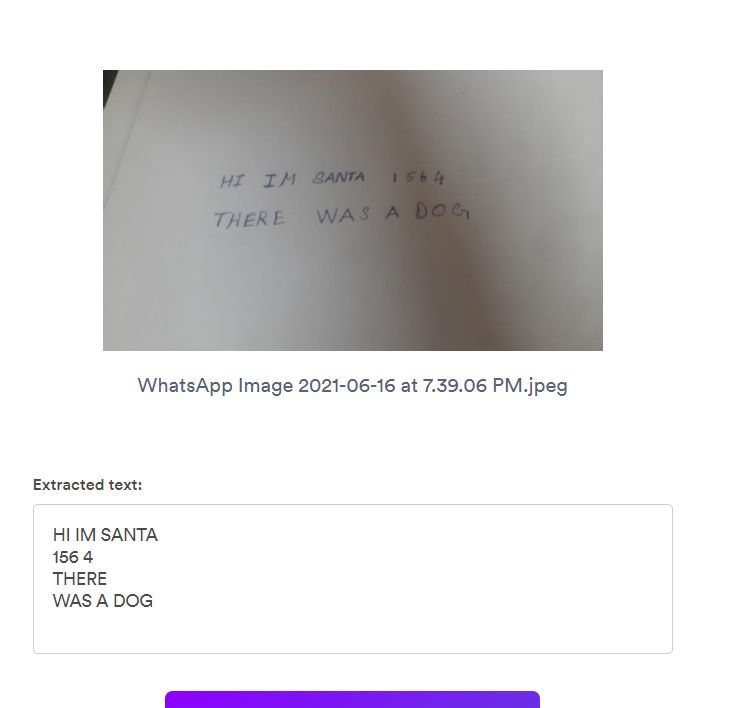 HI IM SANTA 1564
THERE WAS A DOG
WhatsApp Image 2021-06-16 at 7.39.06 PM.jpeg
Extracted text:
HI IM SANTA
156 4
THERE
WAS A DOG